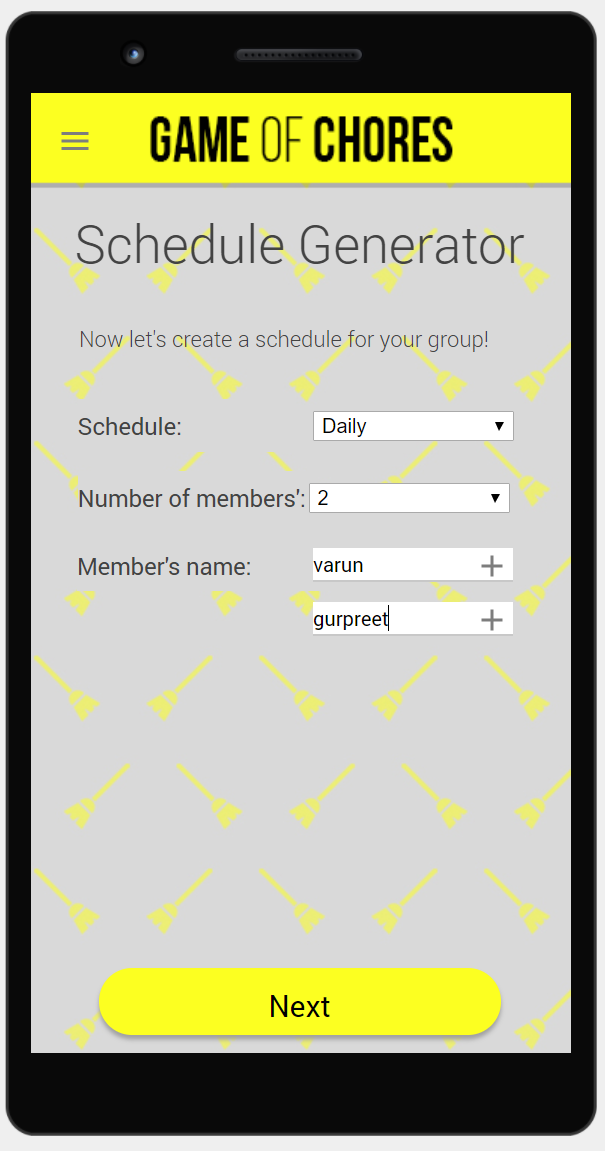 GAME OF CHORES
Schedule Generator
Now let's create a schedule for your group!
Schedule: Daily
Number of members': 2
Member's name: varun
gurpreet
Next